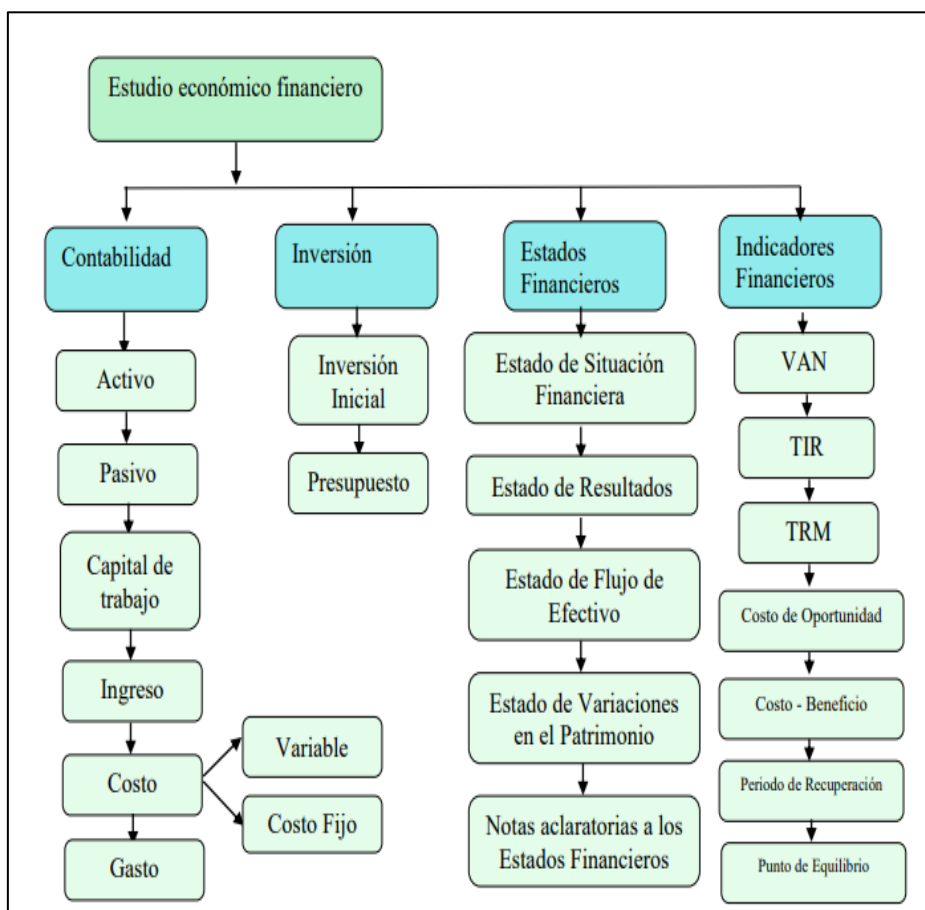 Estudio económico financiero
Contabilidad
Inversión
Estados
Financieros
Indicadores
Financieros
Activo
Pasivo
Capital de
trabajo
Ingreso
Costo
Variable
Costo Fijo
Gasto
Inversión
Inicial
Presupuesto
Estado de Situación
Financiera
Estado de Resultados
Estado de Flujo de
Efectivo
Estado de Variaciones
en el Patrimonio
Notas aclaratorias a los
Estados Financieros
VAN
TIR
TRM
Costo de Oportunidad
Costo - Beneficio
Periodo de Recuperación
Punto de Equilibrio